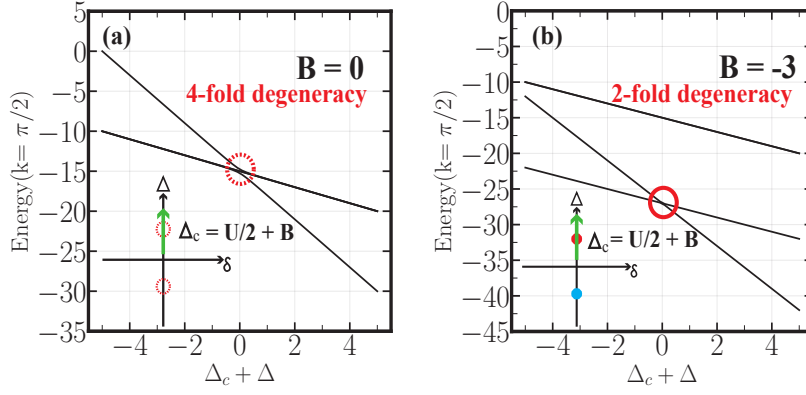 (a)
B = 0
4-fold degeneracy
Energy(k= π/2)
5
0
−5
−10
−15
−20
−25
−30
−35
Δ
Δc = U/2 + B
δ
−4 −2 0 2 4
Δc + Δ
(b)
B = -3
2-fold degeneracy
Energy(k= π/2)
0
−5
−10
−15
−20
−25
−30
−35
−40
−45
Δ
Δc = U/2 + B
δ
−4 −2 0 2 4
Δc + Δ